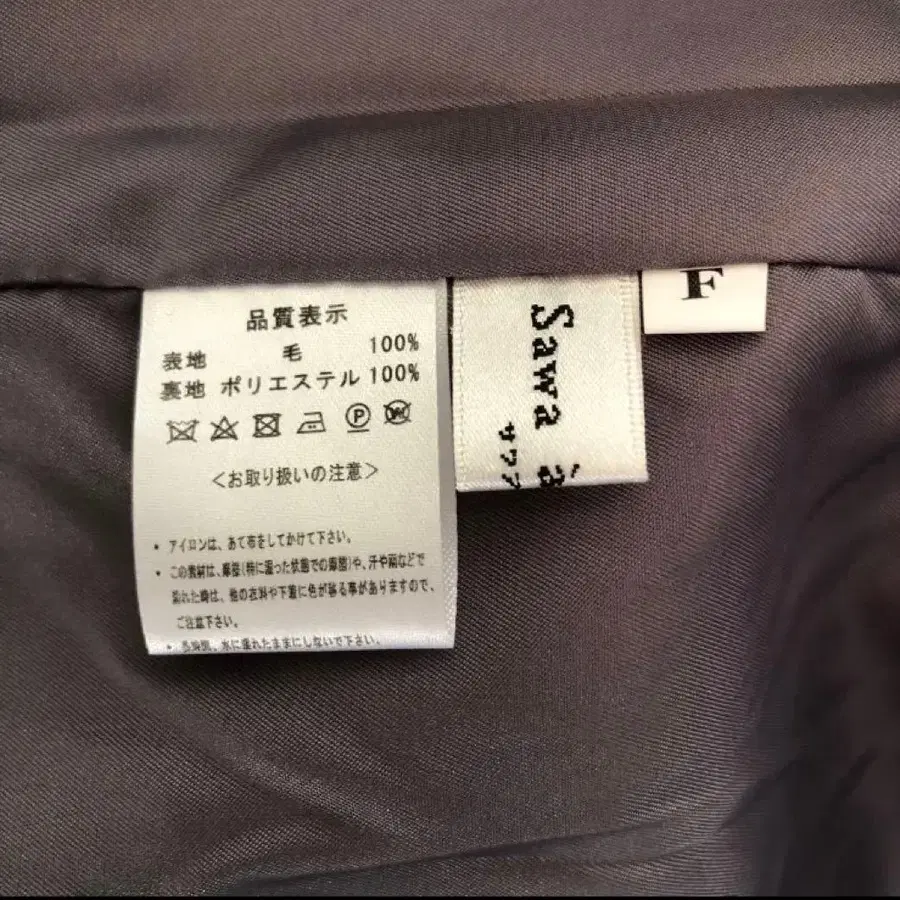 品質表示
表地 毛 100%
裏地 ポリエステル 100%
P
<お取り扱いの注意>
・アイロンは、あて布をしてかけて下さい。
・この素材は、摩擦(特に湿った状態での摩擦)や、汗や雨などで
濡れた時は、他の衣料や下着に色が移る事がありますので、
ご注意下さい。
・長時間、水に濡れたままにしないで下さい。
Sawa à
サワア
F